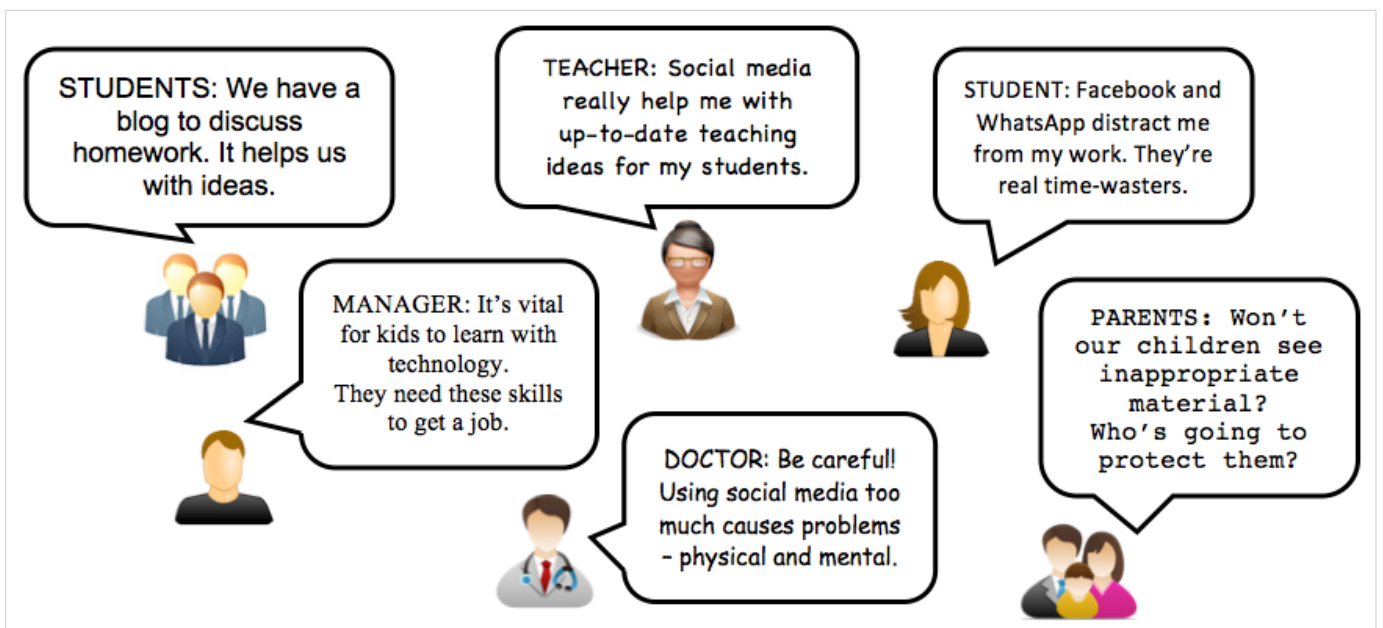 STUDENTS: We have a
blog to discuss
homework. It helps us
with ideas.
TEACHER: Social media
really help me with
up-to-date teaching
ideas for my students.
STUDENT: Facebook and
WhatsApp distract me
from my work. They're
real time-wasters.
MANAGER: It's vital
for kids to learn with
technology.
They need these skills
to get a job.
DOCTOR: Be careful!
Using social media too
much causes problems
– physical and mental.
PARENTS: Won't
our children see
inappropriate
material?
Who's going to
protect them?